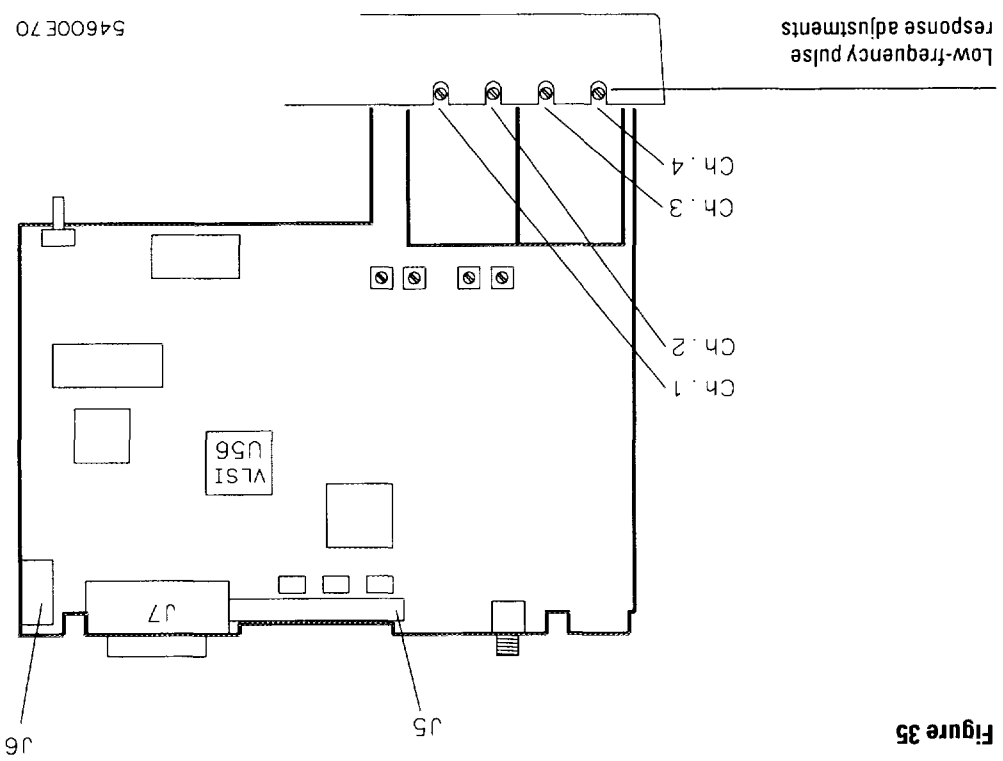 Figure 35
J6
J5
J7
VLSI
U56
Ch. 1
Ch. 2
Ch. 3
Ch. 4
Low-frequency pulse
response adjustments
54600E70